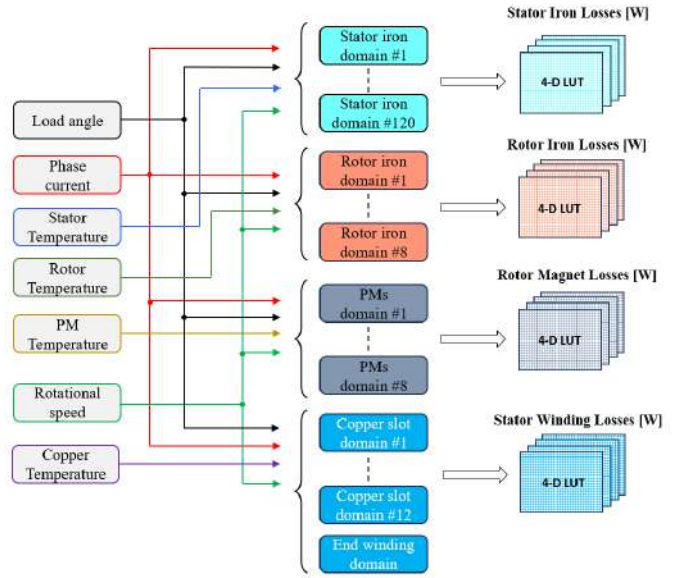 Stator Iron Losses [W]
Stator iron
domain #1
4-D LUT
Stator iron
domain #120
Load angle
Rotor Iron Losses [W]
Phase
current
Rotor iron
domain #1
4-D LUT
Stator
Temperature
Rotor iron
domain #8
Rotor
Temperature
Rotor Magnet Losses [W]
PMs
domain #1
PM
Temperature
4-D LUT
PMs
domain #8
Rotational
speed
Stator Winding Losses [W]
Copper slot
domain #1
Copper
Temperature
4-D LUT
Copper slot
domain #12
End winding
domain